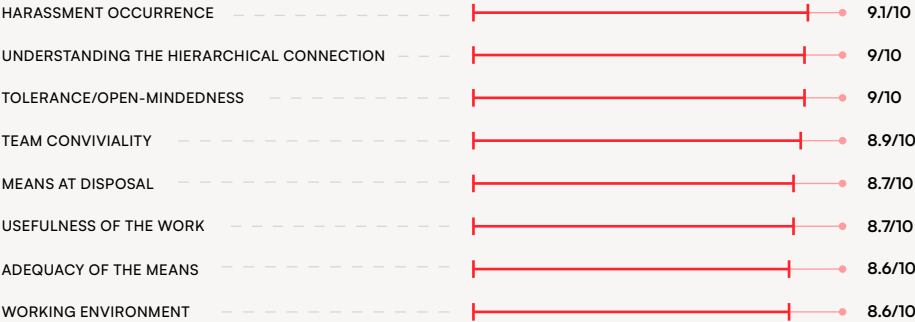 HARASSMENT OCCURRENCE 9.1/10
UNDERSTANDING THE HIERARCHICAL CONNECTION 9/10
TOLERANCE/OPEN-MINDEDNESS 9/10
TEAM CONVIVIALITY 8.9/10
MEANS AT DISPOSAL 8.7/10
USEFULNESS OF THE WORK 8.7/10
ADEQUACY OF THE MEANS 8.6/10
WORKING ENVIRONMENT 8.6/10